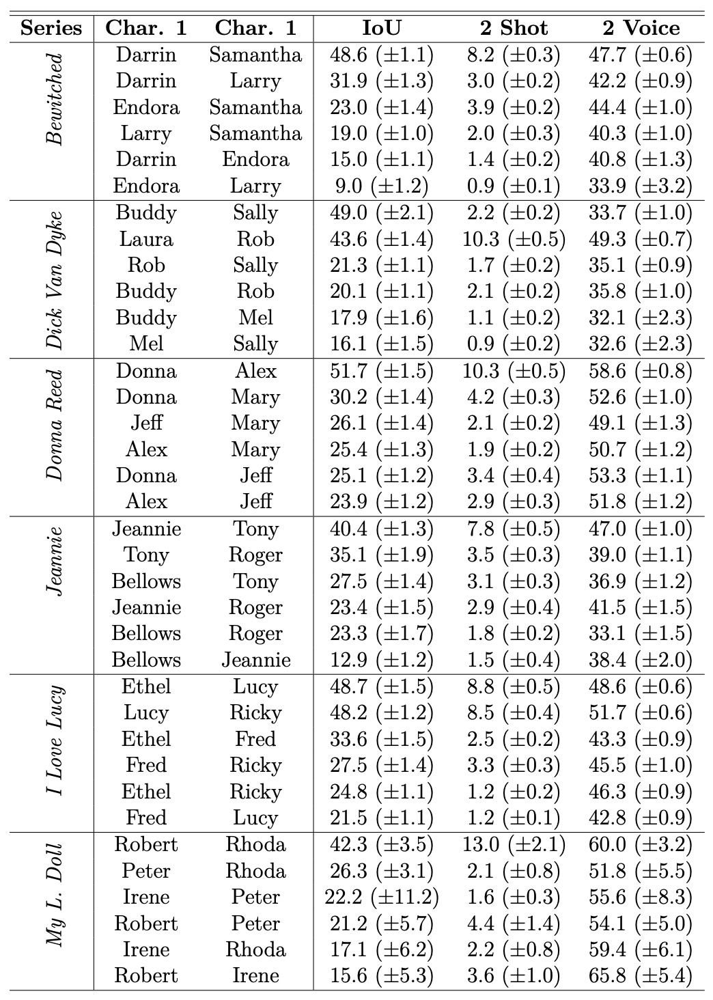 Series Char. 1 Char. 1 IoU 2 Shot 2 Voice
Bewitched
Darrin Samantha 48.6 (±1.1) 8.2 (±0.3) 47.7 (±0.6)
Darrin Larry 31.9 (±1.3) 3.0 (±0.2) 42.2 (±0.9)
Endora Samantha 23.0 (±1.4) 3.9 (±0.2) 44.4 (±1.0)
Larry Samantha 19.0 (±1.0) 2.0 (±0.3) 40.3 (±1.0)
Darrin Endora 15.0 (±1.1) 1.4 (±0.2) 40.8 (±1.3)
Endora Larry 9.0 (±1.2) 0.9 (±0.1) 33.9 (±3.2)
Dick Van Dyke
Buddy Sally 49.0 (±2.1) 2.2 (±0.2) 33.7 (±1.0)
Laura Rob 43.6 (±1.4) 10.3 (±0.5) 49.3 (±0.7)
Rob Sally 21.3 (±1.1) 1.7 (±0.2) 35.1 (±0.9)
Buddy Rob 20.1 (±1.1) 2.1 (±0.2) 35.8 (±1.0)
Buddy Mel 17.9 (±1.6) 1.1 (±0.2) 32.1 (±2.3)
Mel Sally 16.1 (±1.5) 0.9 (±0.2) 32.6 (±2.3)
Donna Reed
Donna Alex 51.7 (±1.5) 10.3 (±0.5) 58.6 (±0.8)
Donna Mary 30.2 (±1.4) 4.2 (±0.3) 52.6 (±1.0)
Jeff Mary 26.1 (±1.4) 2.1 (±0.2) 49.1 (±1.3)
Alex Mary 25.4 (±1.3) 1.9 (±0.2) 50.7 (±1.2)
Donna Jeff 25.1 (±1.2) 3.4 (±0.4) 53.3 (±1.1)
Alex Jeff 23.9 (±1.2) 2.9 (±0.3) 51.8 (±1.2)
Jeannie
Jeannie Tony 40.4 (±1.3) 7.8 (±0.5) 47.0 (±1.0)
Tony Roger 35.1 (±1.9) 3.5 (±0.3) 39.0 (±1.1)
Bellows Tony 27.5 (±1.4) 3.1 (±0.3) 36.9 (±1.2)
Jeannie Roger 23.4 (±1.5) 2.9 (±0.4) 41.5 (±1.5)
Bellows Roger 23.3 (±1.7) 1.8 (±0.2) 33.1 (±1.5)
Bellows Jeannie 12.9 (±1.2) 1.5 (±0.4) 38.4 (±2.0)
I Love Lucy
Ethel Lucy 48.7 (±1.5) 8.8 (±0.5) 48.6 (±0.6)
Lucy Ricky 48.2 (±1.2) 8.5 (±0.4) 51.7 (±0.6)
Ethel Fred 33.6 (±1.5) 2.5 (±0.2) 43.3 (±0.9)
Fred Ricky 27.5 (±1.4) 3.3 (±0.3) 45.5 (±1.0)
Ethel Ricky 24.8 (±1.1) 1.2 (±0.2) 46.3 (±0.9)
Fred Lucy 21.5 (±1.1) 1.2 (±0.1) 42.8 (±0.9)
My L. Doll
Robert Rhoda 42.3 (±3.5) 13.0 (±2.1) 60.0 (±3.2)
Peter Rhoda 26.3 (±3.1) 2.1 (±0.8) 51.8 (±5.5)
Irene Peter 22.2 (±11.2) 1.6 (±0.3) 55.6 (±8.3)
Robert Peter 21.2 (±5.7) 4.4 (±1.4) 54.1 (±5.0)
Irene Rhoda 17.1 (±6.2) 2.2 (±0.8) 59.4 (±6.1)
Robert Irene 15.6 (±5.3) 3.6 (±1.0) 65.8 (±5.4)